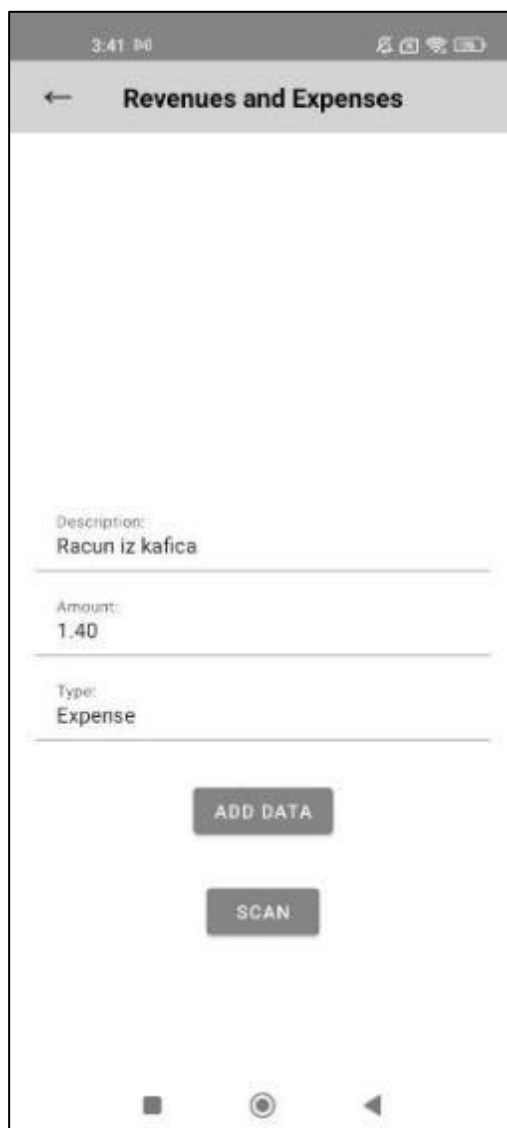 3:41
Revenues and Expenses
Description:
Racun iz kafica
Amount:
1.40
Type:
Expense
ADD DATA
SCAN